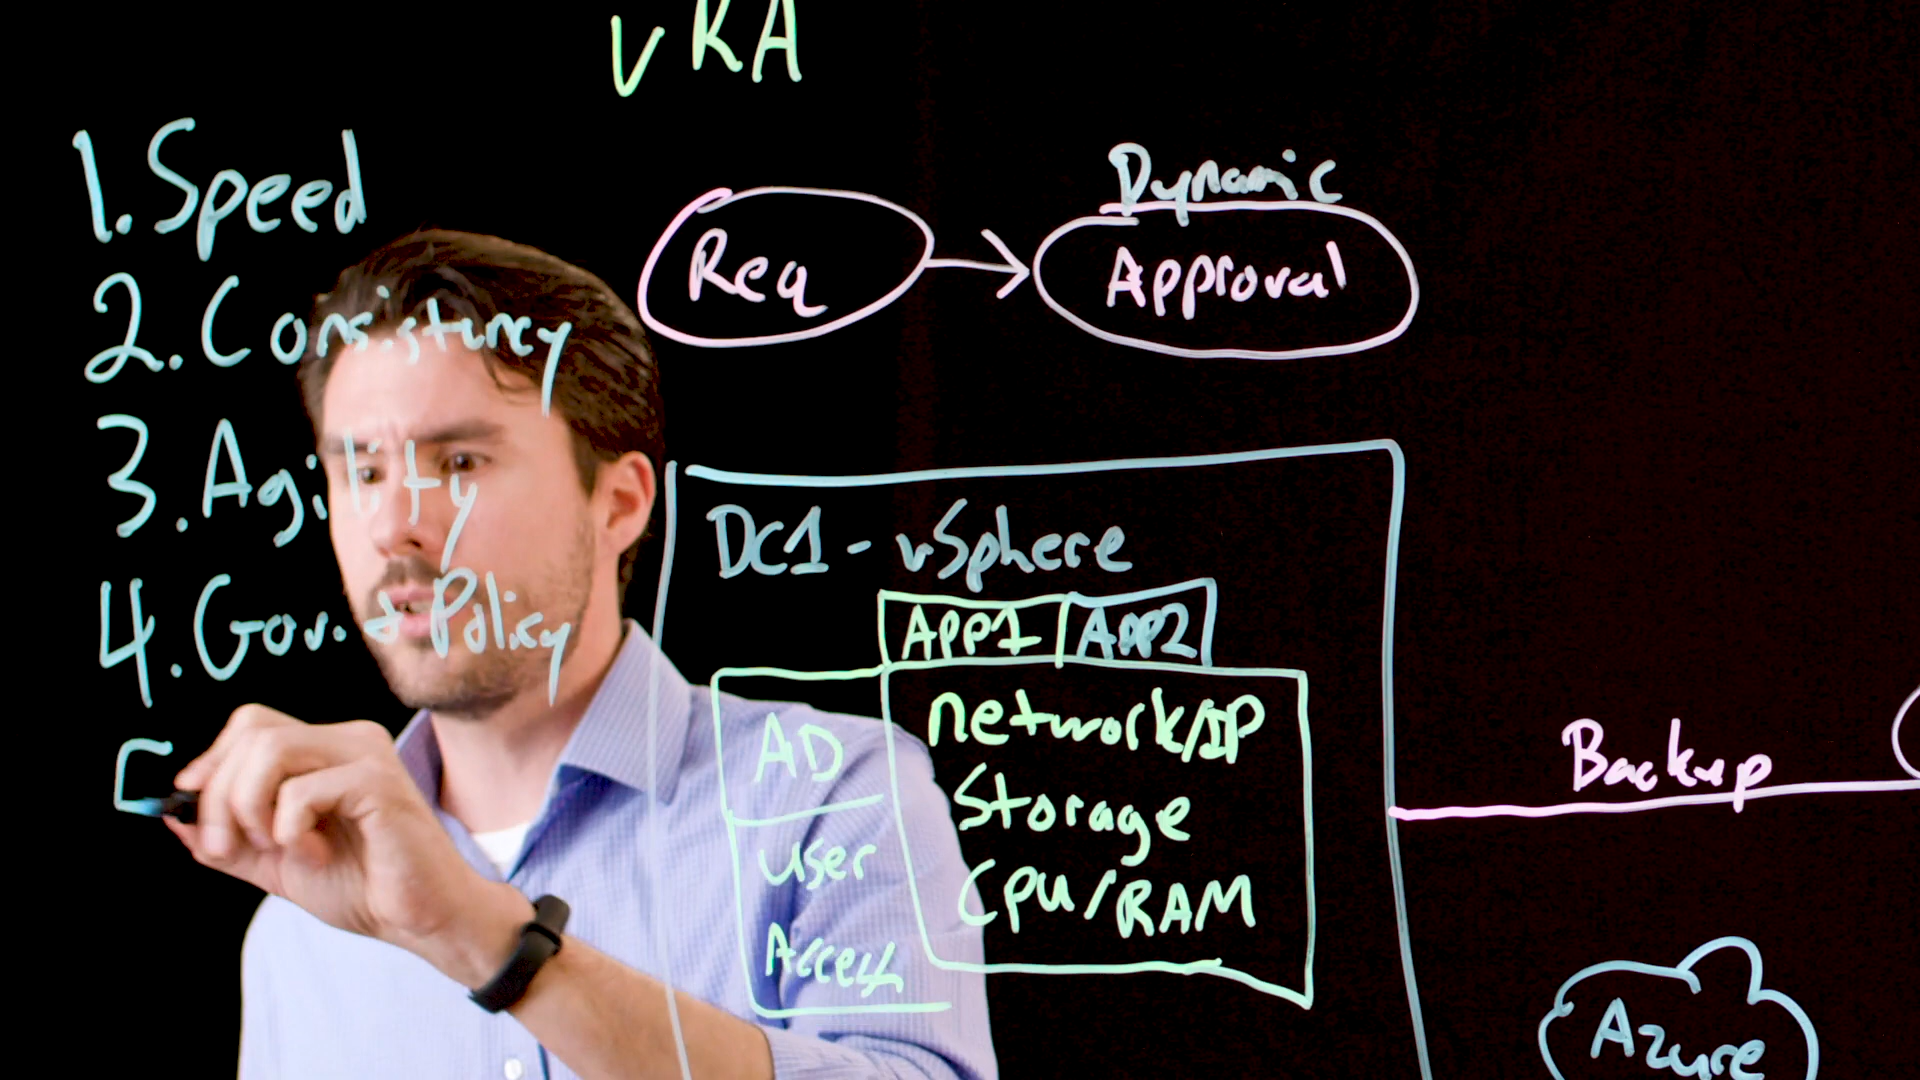 vRA
1. Speed
2. Consistency
3. Agility
4. Gov. & Policy
Req
Dynamic
Approval
DC1 - vSphere
APP1
APP2
AD
user
Access
network/IP
Storage
CPU/RAM
Backup
Azure